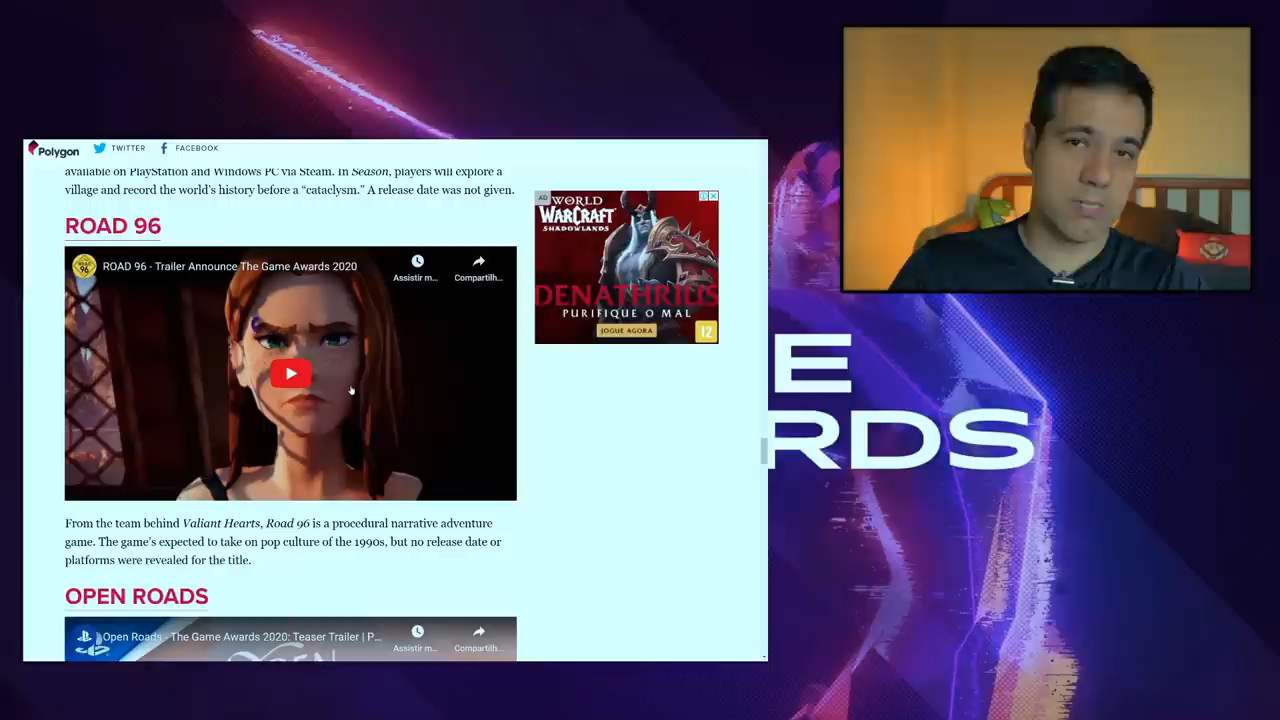 Polygon
TWITTER
FACEBOOK
available on PlayStation and Windows PC via Steam. In Season, players will explore a
village and record the world's history before a “cataclysm.” A release date was not given.
ROAD 96
ROAD 96
ROAD 96 - Trailer Announce The Game Awards 2020
Assistir m...
Compartilh...
From the team behind Valiant Hearts, Road 96 is a procedural narrative adventure
game. The game's expected to take on pop culture of the 1990s, but no release date or
platforms were revealed for the title.
OPEN ROADS
Open Roads - The Game Awards 2020: Teaser Trailer | P...
Assistir m...
Compartilh...
AD
WORLD
WARCRAFT
SHADOWLANDS
DENATHRIUS
PURIFIQUE O MAL
JOGUE AGORA
12
E
RDS